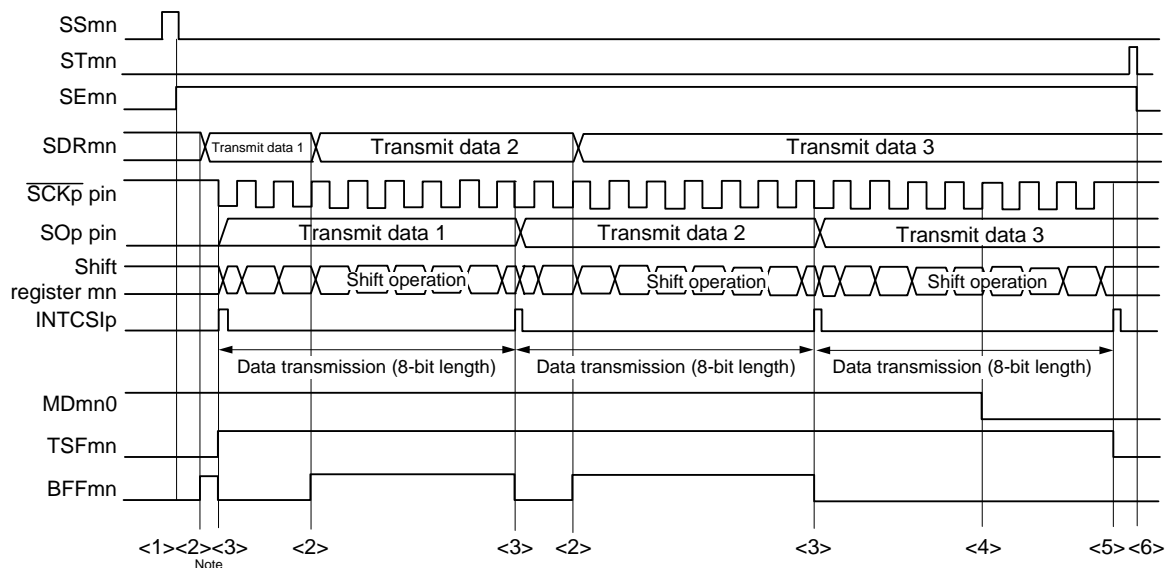 SSmn
STmn
SEmn
SDRmn Transmit data 1 Transmit data 2 Transmit data 3
SCKp pin
SOp pin Transmit data 1 Transmit data 2 Transmit data 3
Shift
register mn Shift operation Shift operation Shift operation
INTCSIp
Data transmission (8-bit length) Data transmission (8-bit length) Data transmission (8-bit length)
MDmn0
TSFmn
BFFmn
<1> <2> <3> <2> <3> <2> <3> <4> <5> <6>
Note